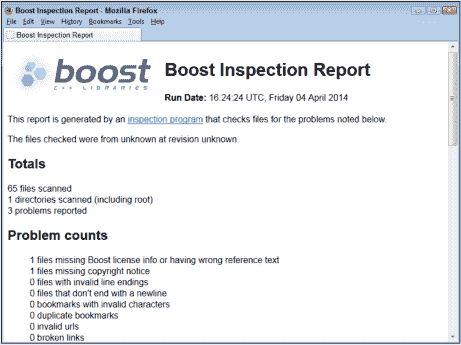 Boost Inspection Report - Mozilla Firefox
File Edit View History Bookmarks Tools Help
Boost Inspection Report
boost
C++ LIBRARIES
Boost Inspection Report
Run Date: 16:24:24 UTC, Friday 04 April 2014
This report is generated by an inspection program that checks files for the problems noted below.
The files checked were from unknown at revision unknown.
Totals
65 files scanned
1 directories scanned (including root)
3 problems reported
Problem counts
1 files missing Boost license info or having wrong reference text
1 files missing copyright notice
0 files with invalid line endings
0 files that don't end with a newline
0 bookmarks with invalid characters
0 duplicate bookmarks
0 invalid urls
0 broken links